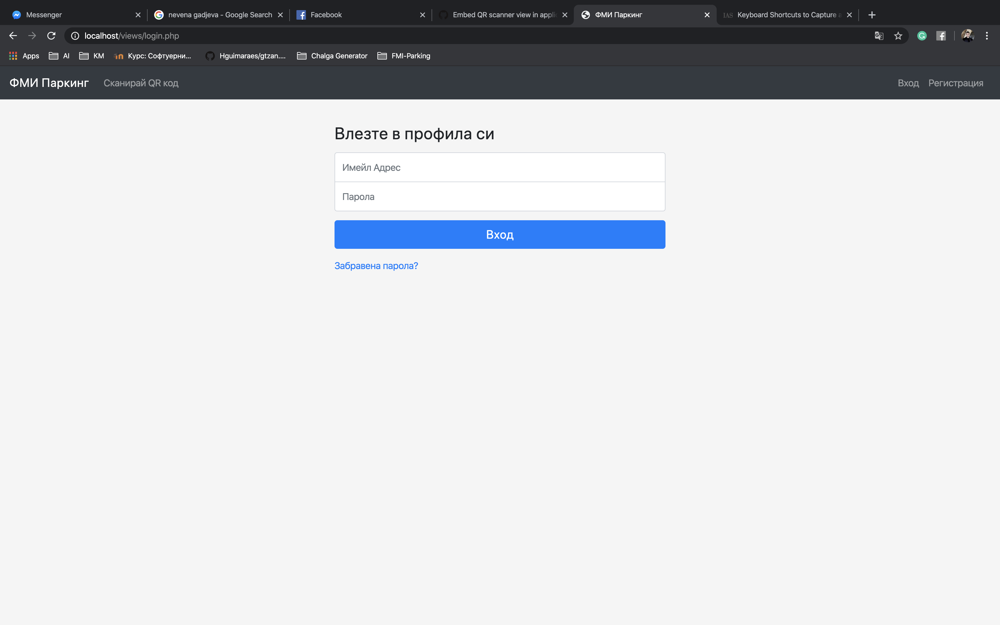 Messenger
nevena gadjeva - Google Search
Facebook
Embed QR scanner view in applic
ФМИ Паркинг
IAS Keyboard Shortcuts to Capture a
localhost/views/login.php
Apps AI KM Курс: Софтуерни... Hguimaraes/gtzan.... Chalga Generator FMI-Parking
ФМИ Паркинг Сканирай QR код Вход Регистрация
Влезте в профила си
Имейл Адрес
Парола
Вход
Забравена парола?